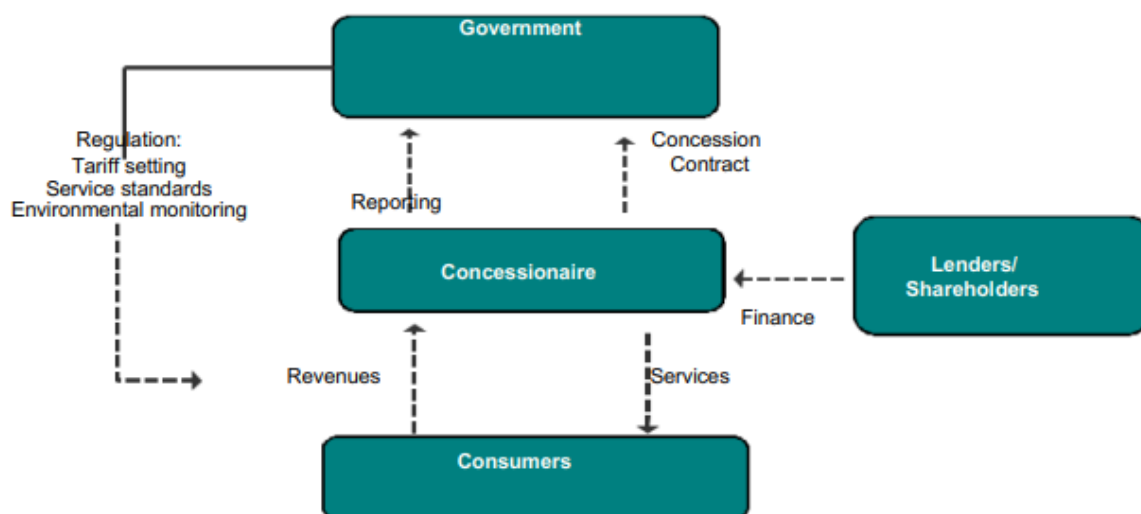 Government
Regulation:
Tariff setting
Service standards
Environmental monitoring
Concession
Contract
Reporting
Concessionaire
Lenders/
Shareholders
Finance
Revenues
Services
Consumers